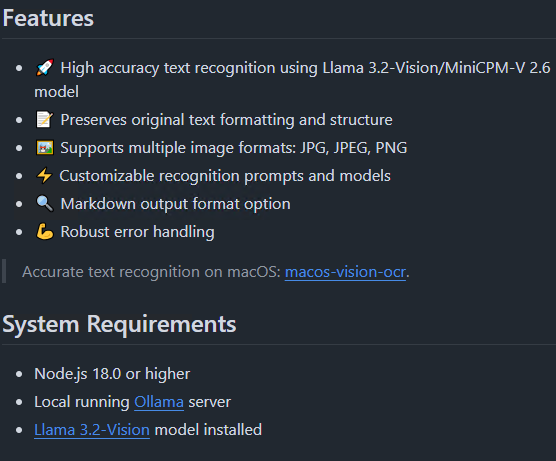 Features
🚀 High accuracy text recognition using Llama 3.2-Vision/MiniCPM-V 2.6
model
📝 Preserves original text formatting and structure
🖼️ Supports multiple image formats: JPG, JPEG, PNG
⚡ Customizable recognition prompts and models
🔍 Markdown output format option
💪 Robust error handling
Accurate text recognition on macOS: macos-vision-ocr.
System Requirements
Node.js 18.0 or higher
Local running Ollama server
Llama 3.2-Vision model installed